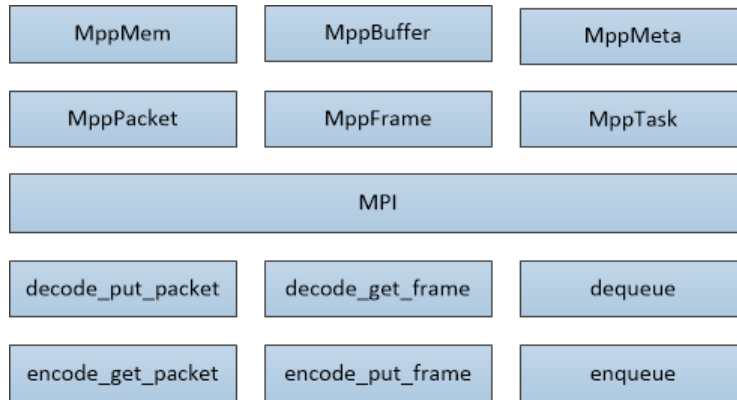 MppMem
MppBuffer
MppMeta
MppPacket
MppFrame
MppTask
MPI
decode_put_packet
decode_get_frame
dequeue
encode_get_packet
encode_put_frame
enqueue